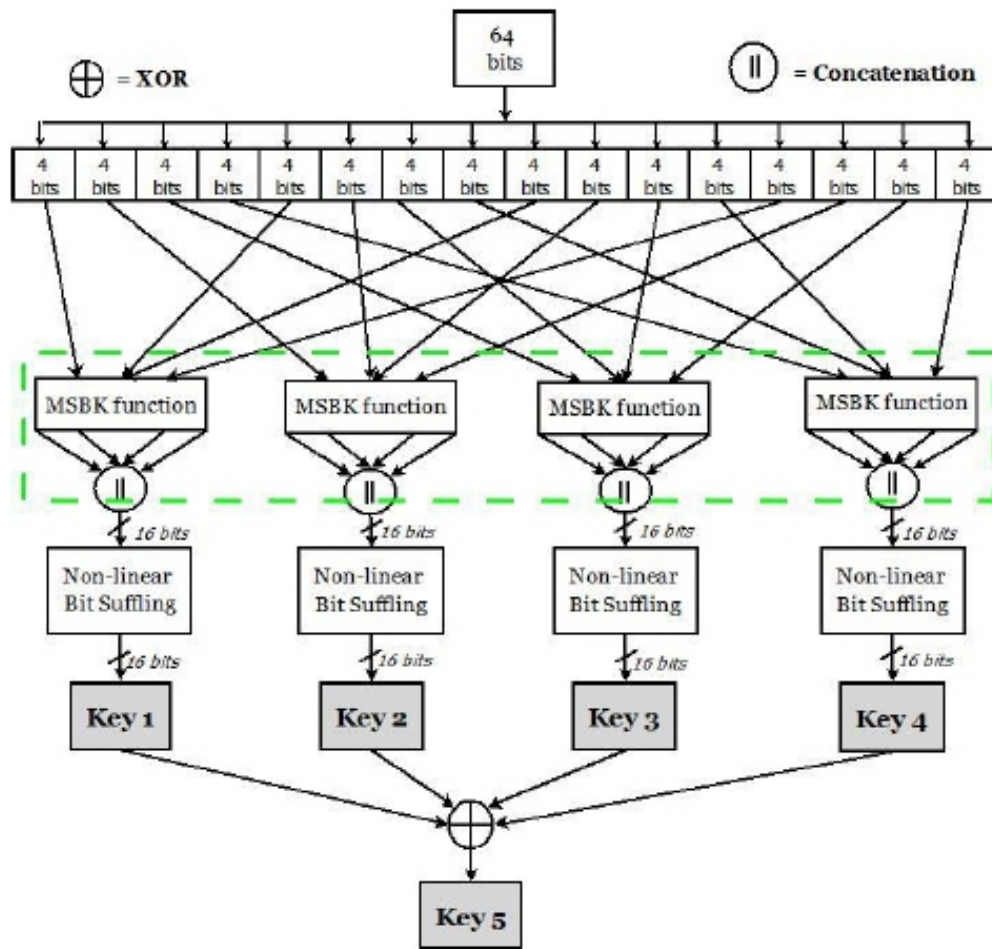 64
bits
= XOR
|| = Concatenation
4 4 4 4 4 4 4 4 4 4 4 4 4 4 4 4
bits bits bits bits bits bits bits bits bits bits bits bits bits bits bits bits
MSBK function MSBK function MSBK function MSBK function
|| || || ||
16 bits 16 bits 16 bits 16 bits
Non-linear Non-linear Non-linear Non-linear
Bit Suffling Bit Suffling Bit Suffling Bit Suffling
16 bits 16 bits 16 bits 16 bits
Key 1 Key 2 Key 3 Key 4
Key 5